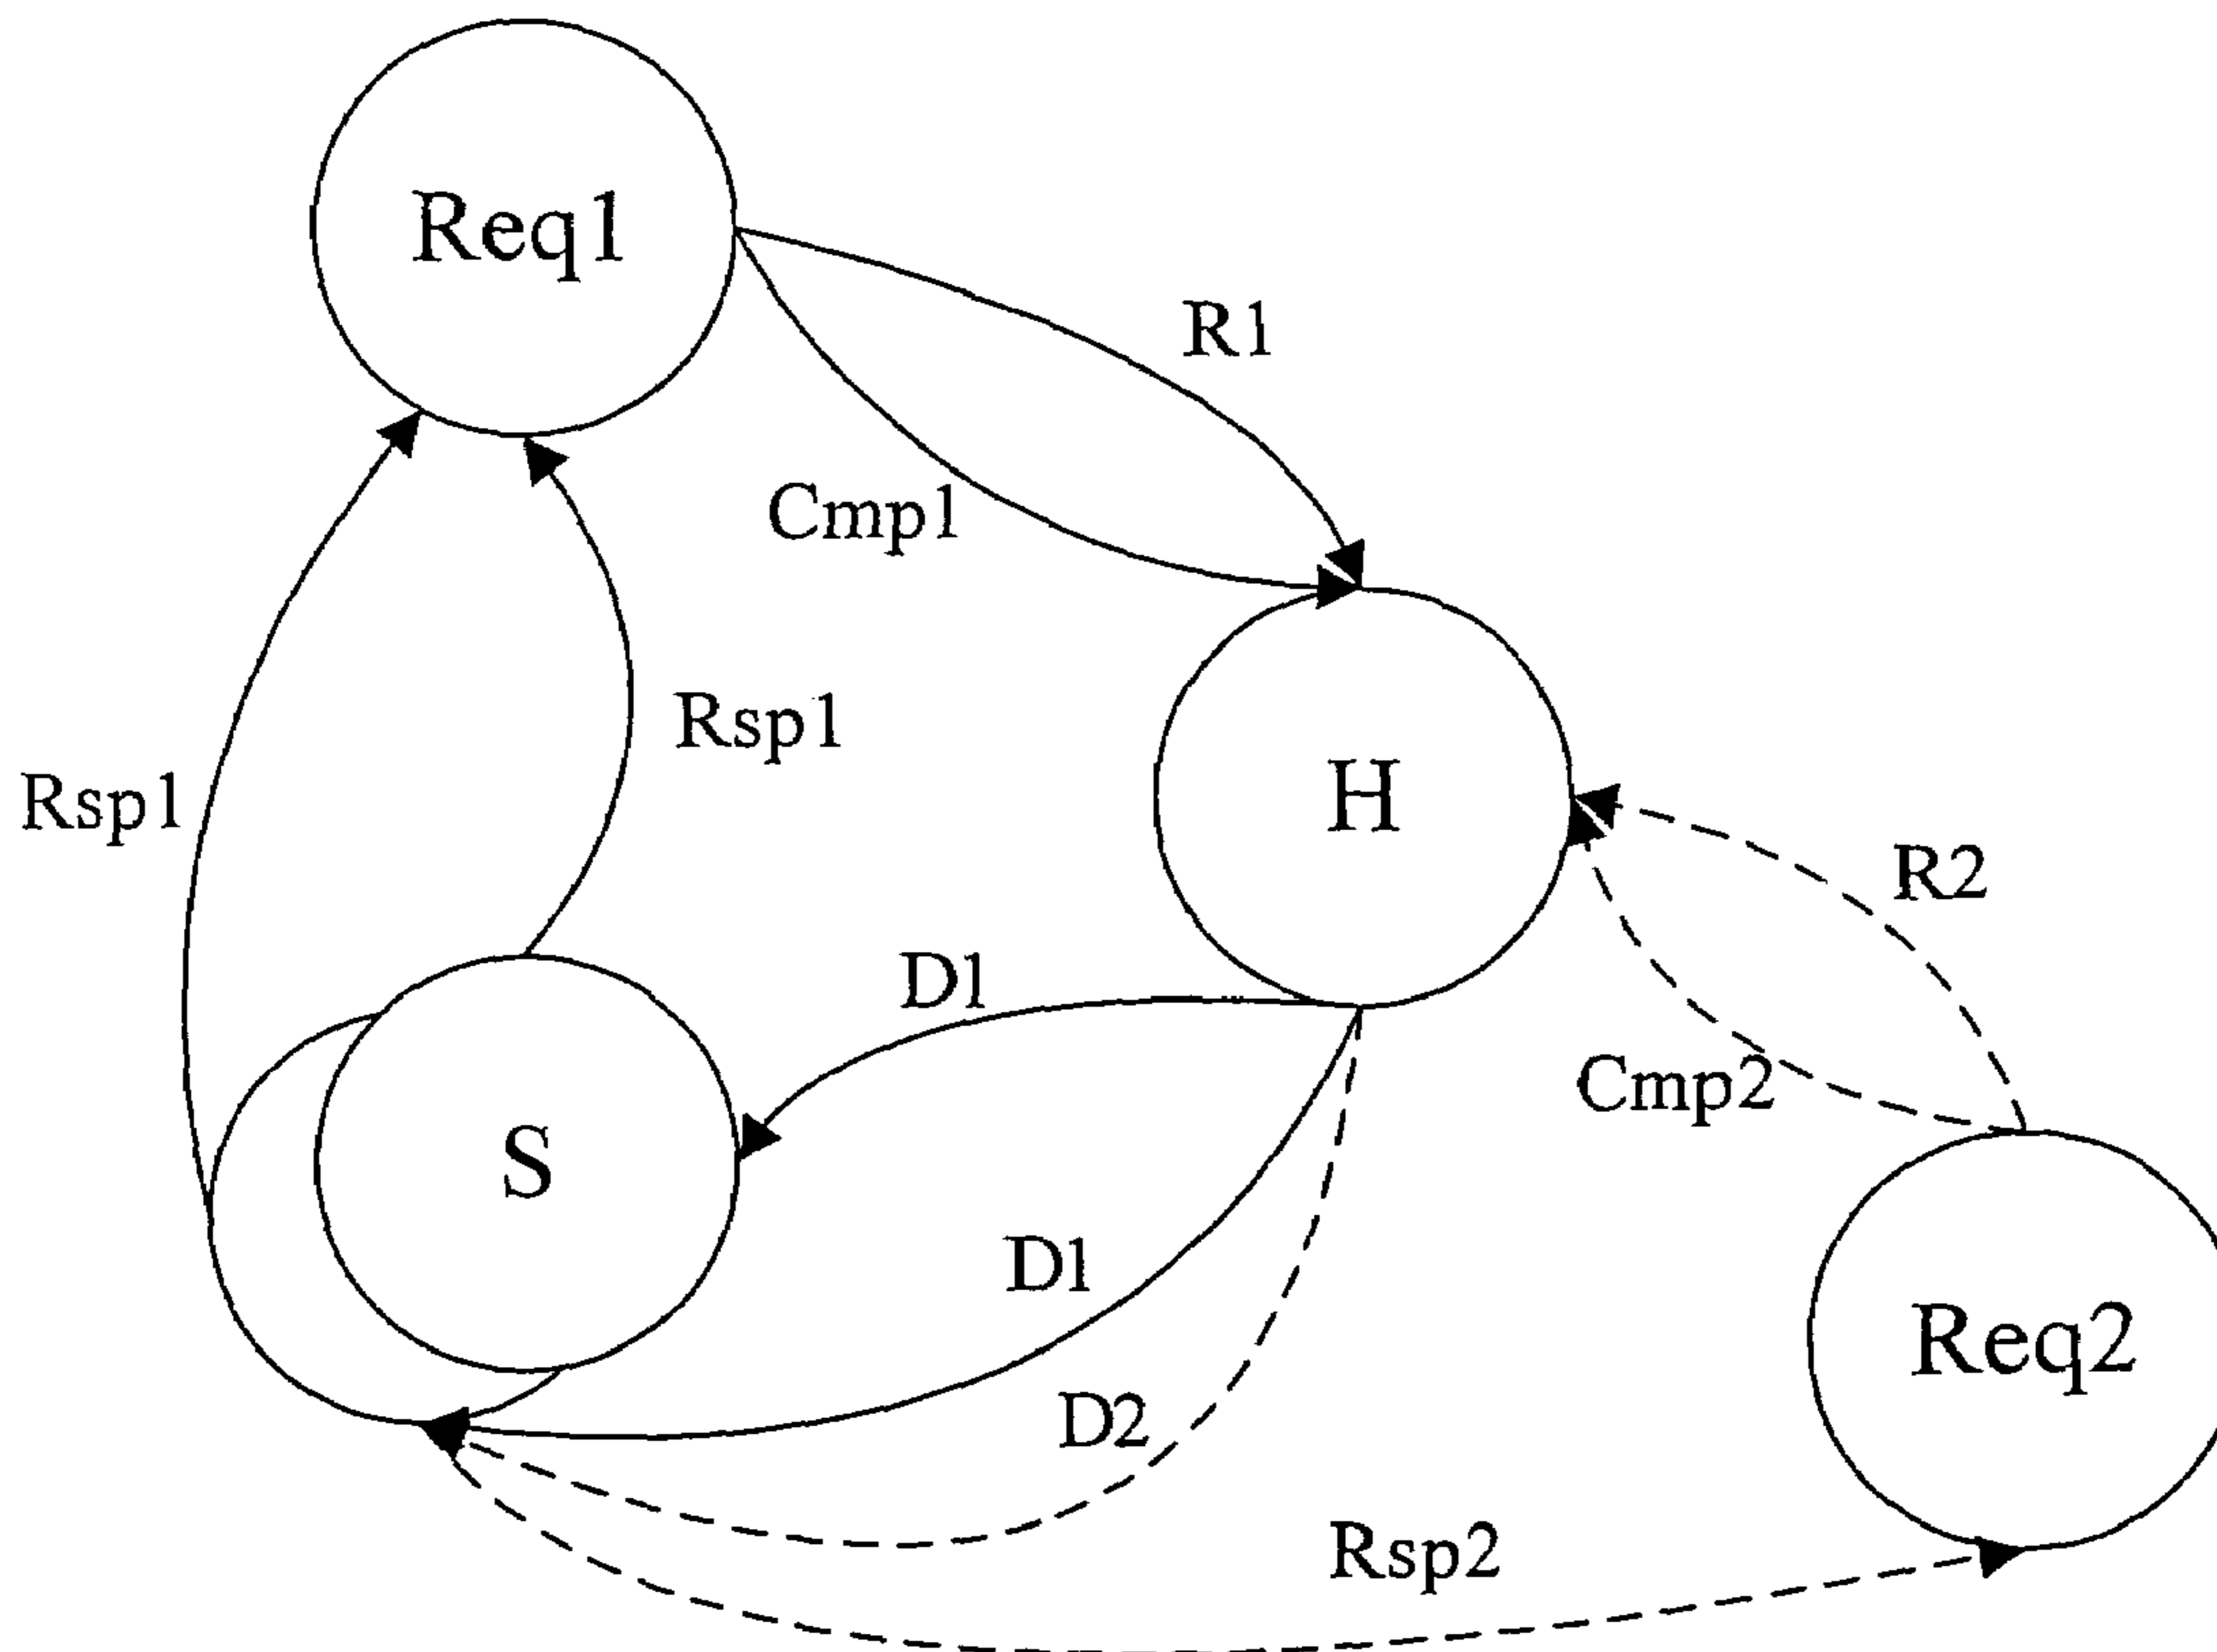 Req1
R1
Cmp1
Rsp1
Rsp1
H
R2
D1
Cmp2
S
D1
Req2
D2
Rsp2